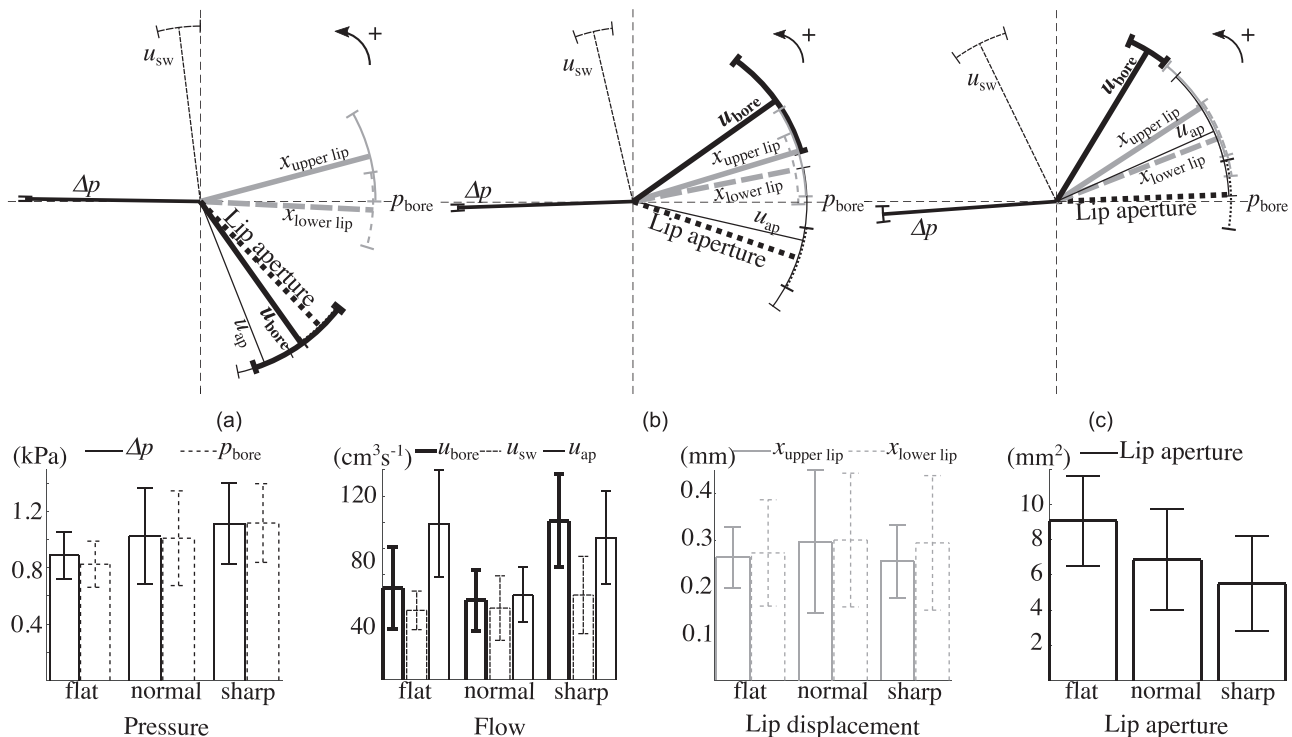 u_sw
+
x_upper lip
Δp
p_bore
x_lower lip
Lip aperture
u_bore
u_ap
(a)
u_sw
+
u_bore
x_upper lip
Δp
x_lower lip
p_bore
u_ap
Lip aperture
(b)
u_sw
+
u_bore
x_upper lip
u_ap
x_lower lip
p_bore
Lip aperture
Δp
(c)
(kPa)
Δp
p_bore
1.2
0.8
0.4
flat normal sharp
Pressure
(cm³s⁻¹)
u_bore
u_sw
u_ap
120
80
40
flat normal sharp
Flow
(mm)
x_upper lip
x_lower lip
0.4
0.3
0.2
0.1
flat normal sharp
Lip displacement
(mm²)
Lip aperture
10
8
6
4
2
flat normal sharp
Lip aperture